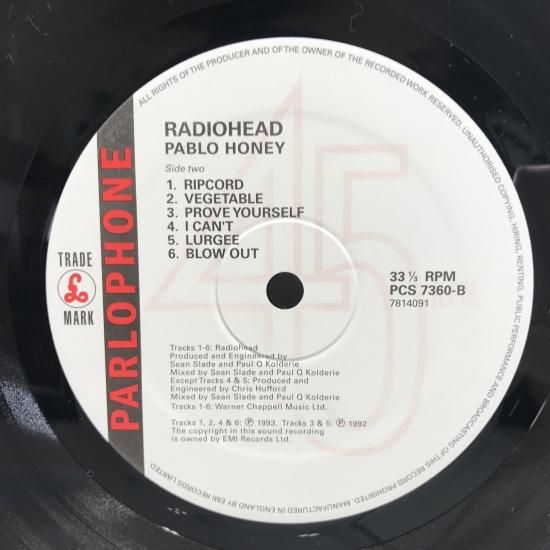 ALL RIGHTS OF THE PRODUCER AND OF THE OWNER OF THE RECORDED WORK RESERVED. UNAUTHORISED COPYING, HIRING, RENTING, PUBLIC PERFORMANCE AND BROADCASTING OF THIS RECORD PROHIBITED. MANUFACTURED IN ENGLAND BY EMI RECORDS LIMITED.
PARLOPHONE
TRADE
£
MARK
45
RADIOHEAD
PABLO HONEY
Side two
1. RIPCORD
2. VEGETABLE
3. PROVE YOURSELF
4. I CAN'T
5. LURGEE
6. BLOW OUT
33 ⅓ RPM
PCS 7360-B
7814091
Tracks 1-6: Radiohead
Produced and Engineered by
Sean Slade and Paul Q Kolderie
Mixed by Sean Slade and Paul Q Kolderie
Except Tracks 4 & 5: Produced and
Engineered by Chris Hufford
Mixed by Sean Slade and Paul Q Kolderie
Tracks 1-6: Warner Chappell Music Ltd.
Tracks 1, 2, 4 & 6: ℗ 1993. Tracks 3 & 5: ℗ 1992
The copyright in this sound recording
is owned by EMI Records Ltd.